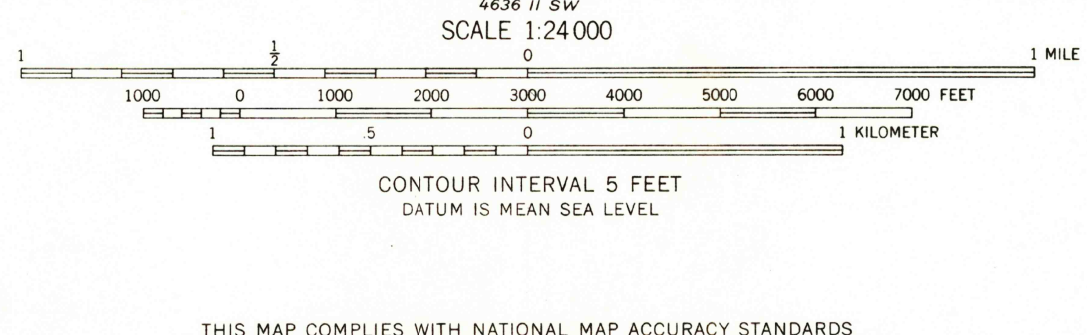 4636 II SW
SCALE 1:24 000
1 1/2 0 1 MILE
1000 0 1000 2000 3000 4000 5000 6000 7000 FEET
1 .5 0 1 KILOMETER
CONTOUR INTERVAL 5 FEET
DATUM IS MEAN SEA LEVEL
THIS MAP COMPLIES WITH NATIONAL MAP ACCURACY STANDARDS